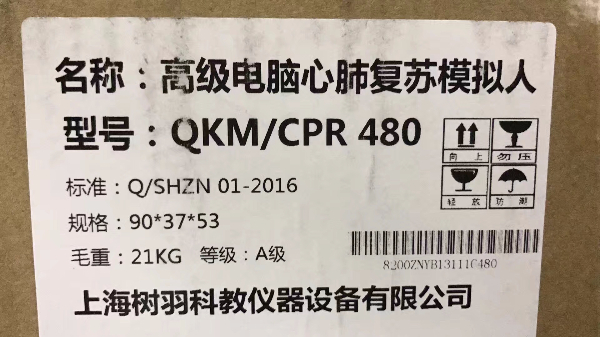 名称：高级电脑心肺复苏模拟人
型号：QKM/CPR 480
向上 勿压
标准：Q/SHZN 01-2016
轻放 防潮
规格：90*37*53
毛重：21KG 等级：A级
8200ZNYB13111C480
上海树羽科教仪器设备有限公司